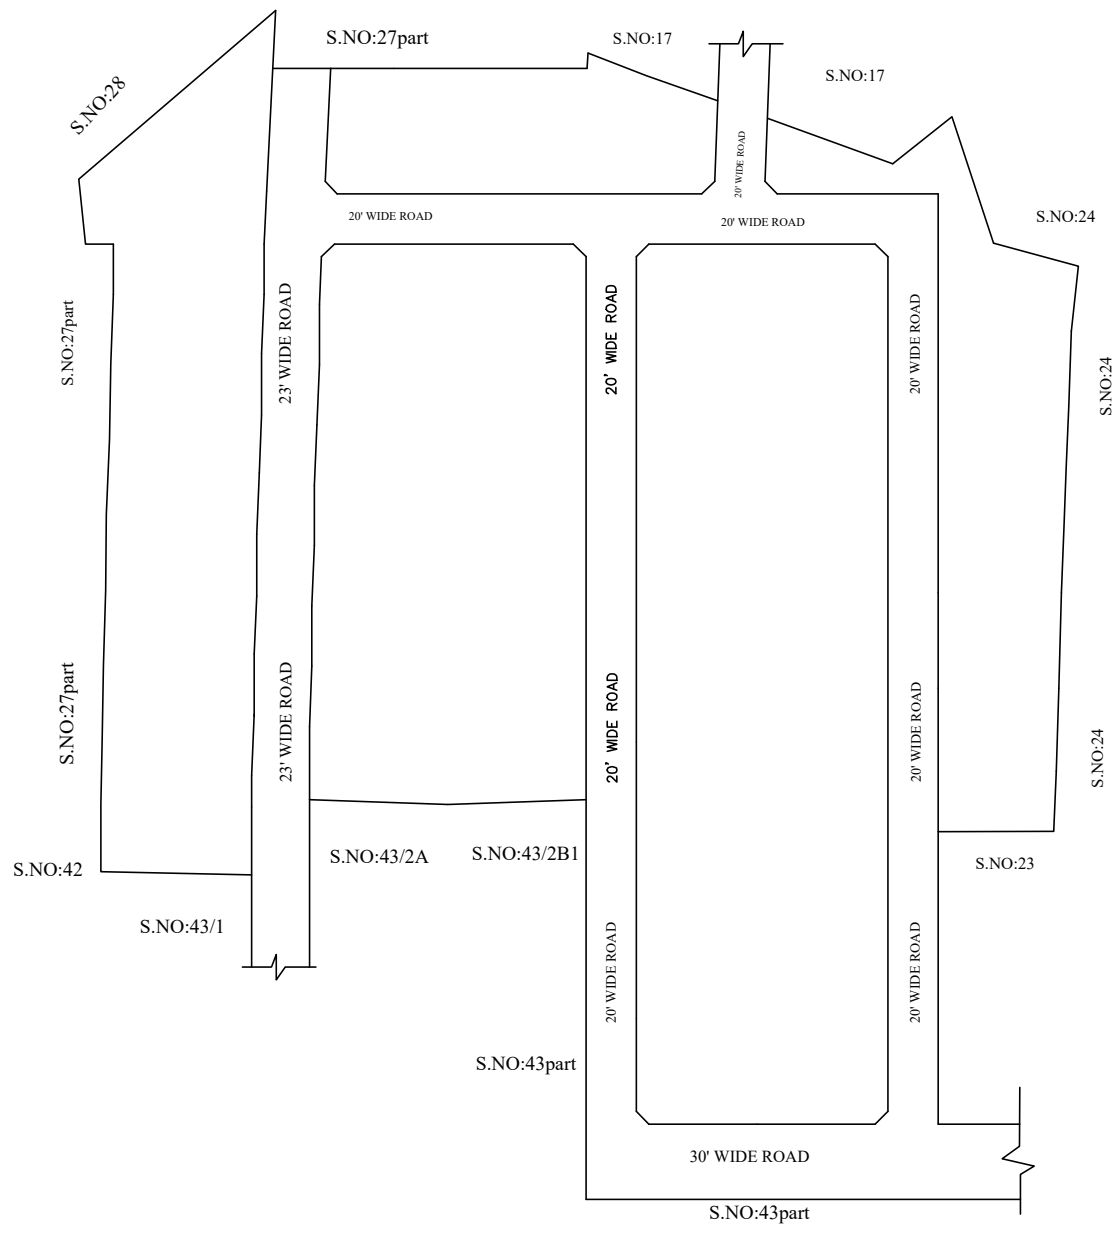 S.NO:27part
S.NO:17
S.NO:17
S.NO:28
20' WIDE ROAD
20' WIDE ROAD
20' WIDE ROAD
S.NO:24
S.NO:27part
23' WIDE ROAD
20' WIDE ROAD
20' WIDE ROAD
S.NO:24
S.NO:27part
23' WIDE ROAD
20' WIDE ROAD
20' WIDE ROAD
S.NO:24
S.NO:42
S.NO:43/2A
S.NO:43/2B1
S.NO:23
S.NO:43/1
20' WIDE ROAD
20' WIDE ROAD
S.NO:43part
30' WIDE ROAD
S.NO:43part